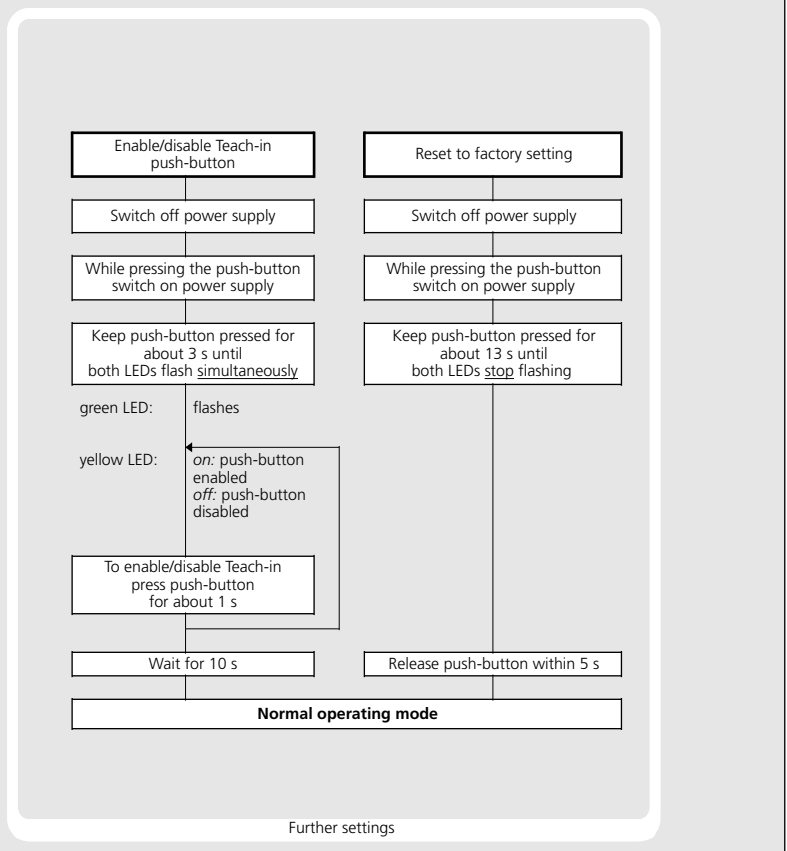 Enable/disable Teach-in
push-button
Switch off power supply
While pressing the push-button
switch on power supply
Keep push-button pressed for
about 3 s until
both LEDs flash simultaneously
green LED: flashes
yellow LED: on: push-button
enabled
off: push-button
disabled
To enable/disable Teach-in
press push-button
for about 1 s
Wait for 10 s
Reset to factory setting
Switch off power supply
While pressing the push-button
switch on power supply
Keep push-button pressed for
about 13 s until
both LEDs stop flashing
Release push-button within 5 s
Normal operating mode
Further settings